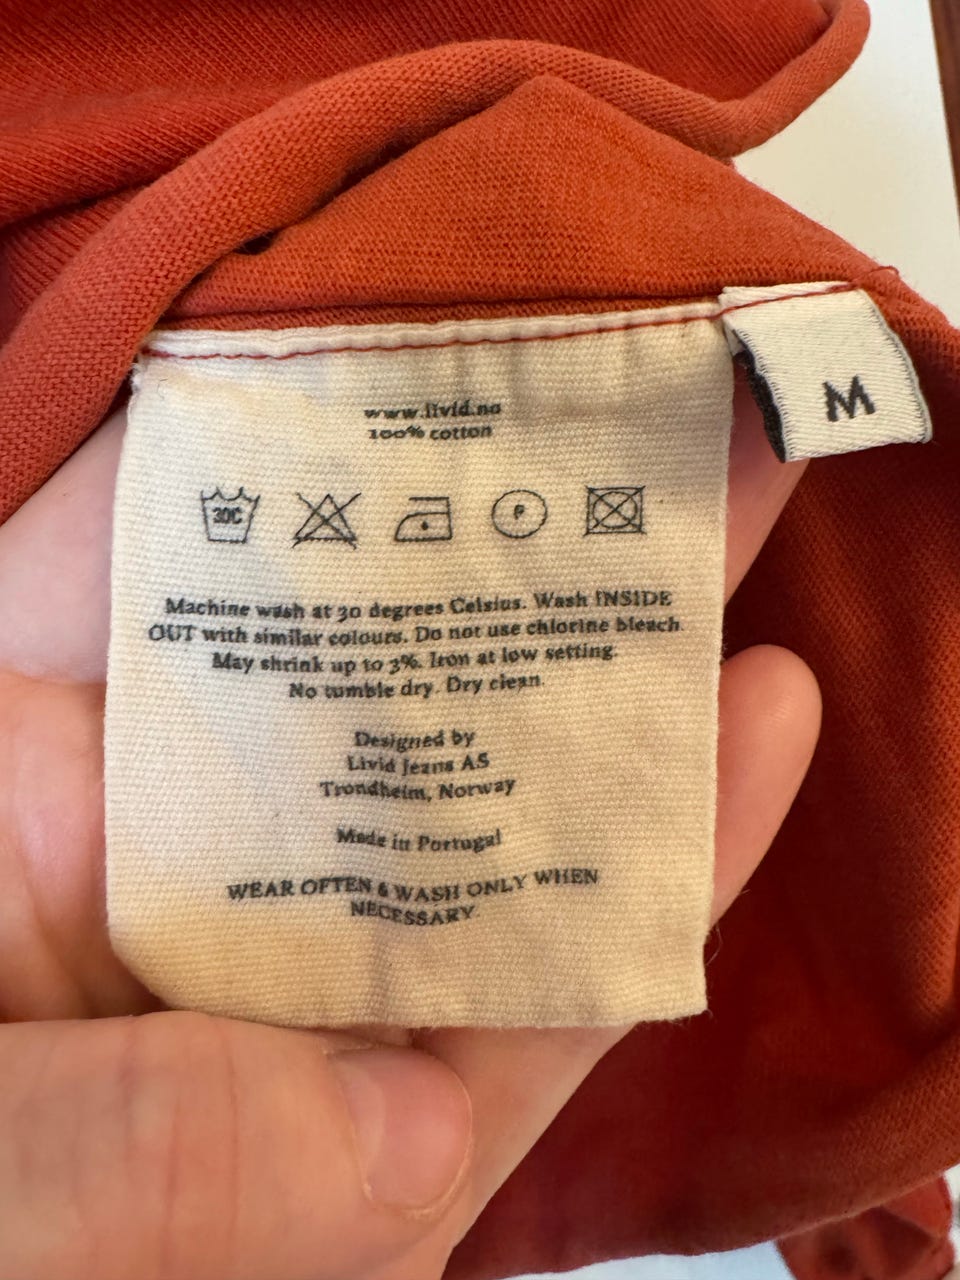 M
www.livid.no
100% cotton
30C
P
Machine wash at 30 degrees Celsius. Wash INSIDE
OUT with similar colours. Do not use chlorine bleach.
May shrink up to 3%. Iron at low setting.
No tumble dry. Dry clean.
Designed by
Livid Jeans AS
Trondheim, Norway
Made in Portugal
WEAR OFTEN & WASH ONLY WHEN
NECESSARY.